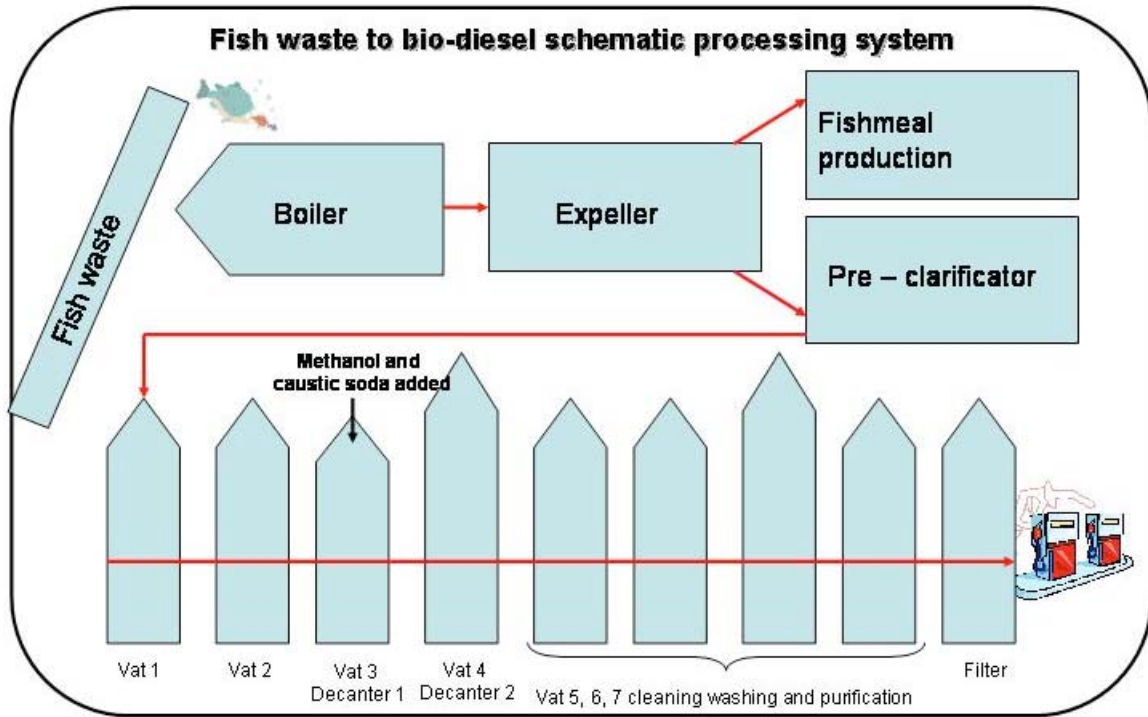 Fish waste to bio-diesel schematic processing system
Fish waste
Boiler
Expeller
Fishmeal
production
Pre – clarificator
Methanol and
caustic soda added
Vat 1
Vat 2
Vat 3
Decanter 1
Vat 4
Decanter 2
Vat 5, 6, 7 cleaning washing and purification
Filter